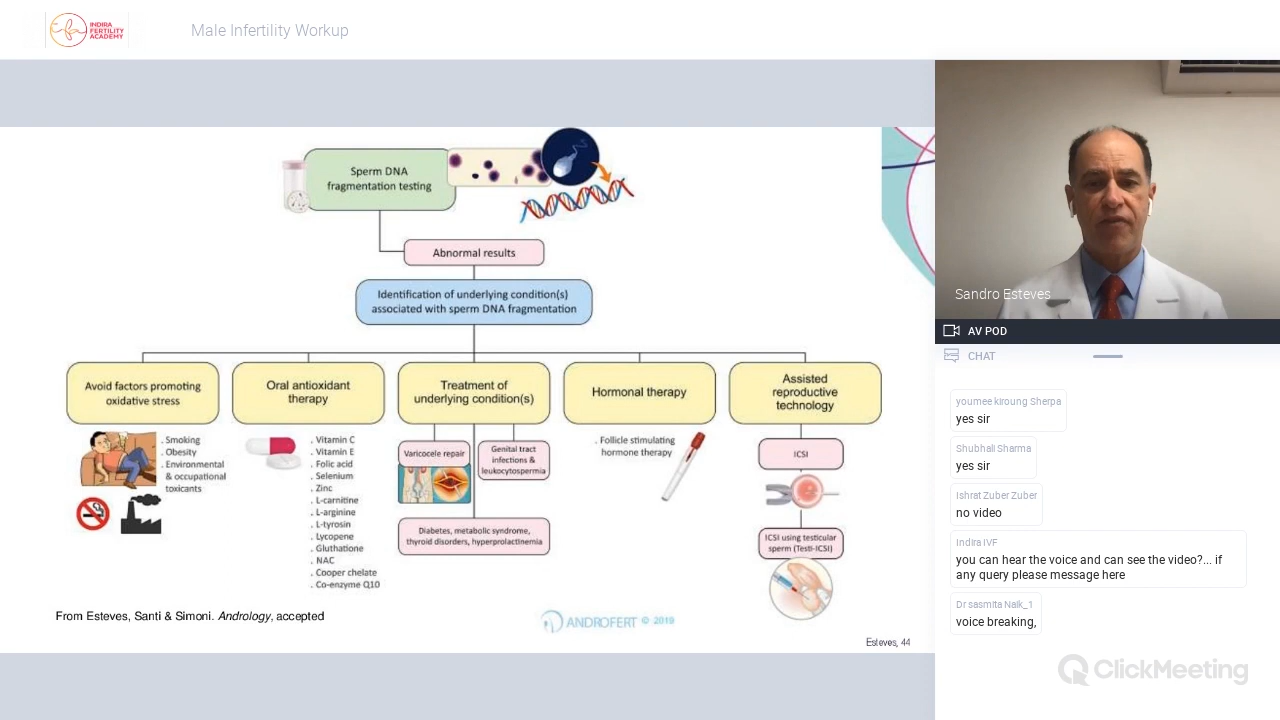 INDIRA
FERTILITY
ACADEMY
Male Infertility Workup
Sperm DNA
fragmentation testing
Abnormal results
Identification of underlying condition(s)
associated with sperm DNA fragmentation
Avoid factors promoting
oxidative stress
. Smoking
. Obesity
. Environmental
& occupational
toxicants
Oral antioxidant
therapy
. Vitamin C
. Vitamin E
. Folic acid
. Selenium
. Zinc
. L-carnitine
. L-arginine
. L-tyrosin
. Lycopene
. Gluthatione
. NAC
. Cooper chelate
. Co-enzyme Q10
Treatment of
underlying condition(s)
Varicocele repair
Genital tract
infections &
leukocytospermia
Diabetes, metabolic syndrome,
thyroid disorders, hyperprolactinemia
Hormonal therapy
. Follicle stimulating
hormone therapy
Assisted
reproductive
technology
ICSI
ICSI using testicular
sperm (Testi-ICSI)
From Esteves, Santi & Simoni. Andrology, accepted
ANDROFERT © 2019
Esteves, 44
Sandro Esteves
AV POD
CHAT
youmee kiroung Sherpa
yes sir
Shubhali Sharma
yes sir
Ishrat Zuber Zuber
no video
Indira IVF
you can hear the voice and can see the video?... if
any query please message here
Dr sasmita Naik_1
voice breaking,
ClickMeeting